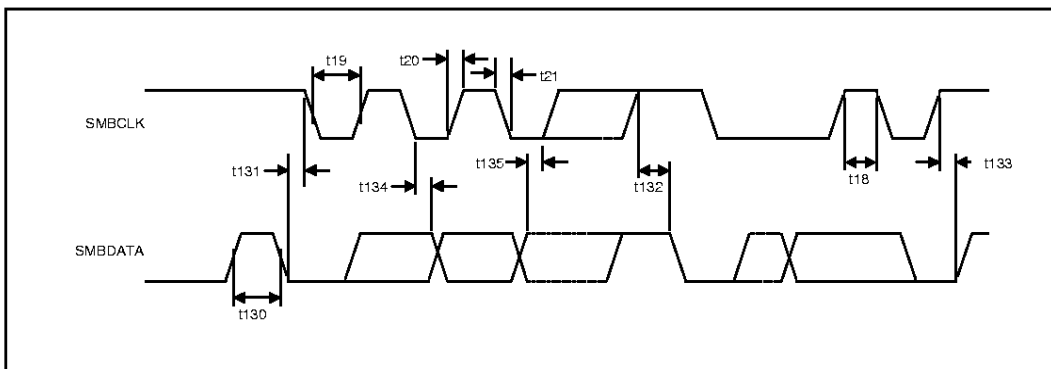 t19
t20
t21
SMBCLK
t131
t134
t135
t132
t18
t133
SMBDATA
t130